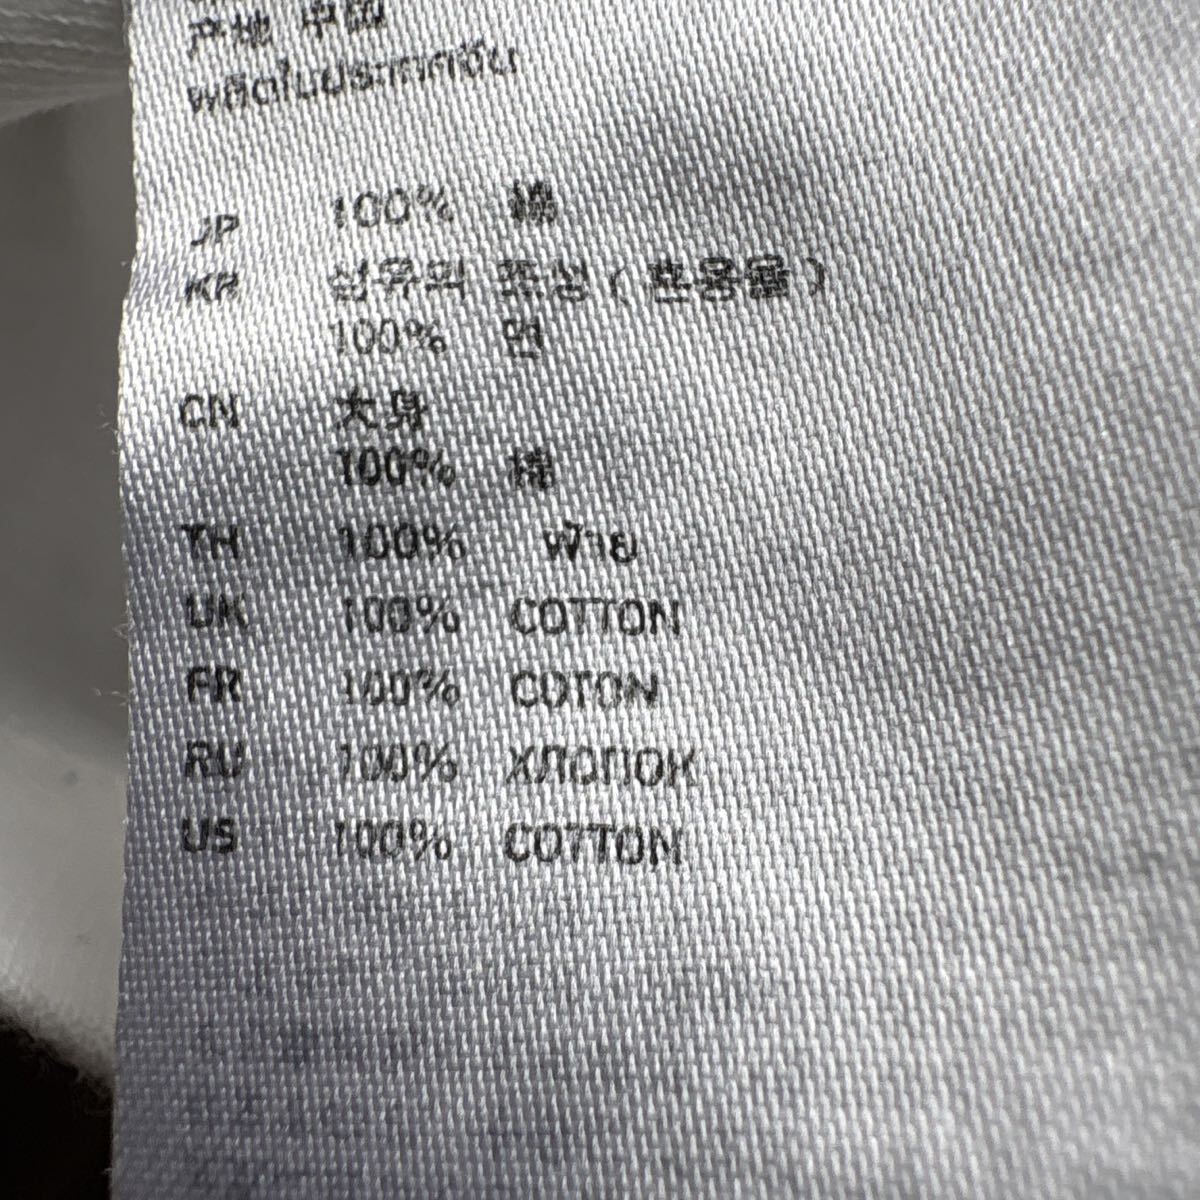 产地 中国
ผลิตในประเทศจีน
JP 100% 綿
KR 섬유의 조성 ( 혼용율 )
100% 면
CN 大身
100% 棉
TH 100% ฝ้าย
UK 100% COTTON
FR 100% COTON
RU 100% ХЛОПОК
US 100% COTTON